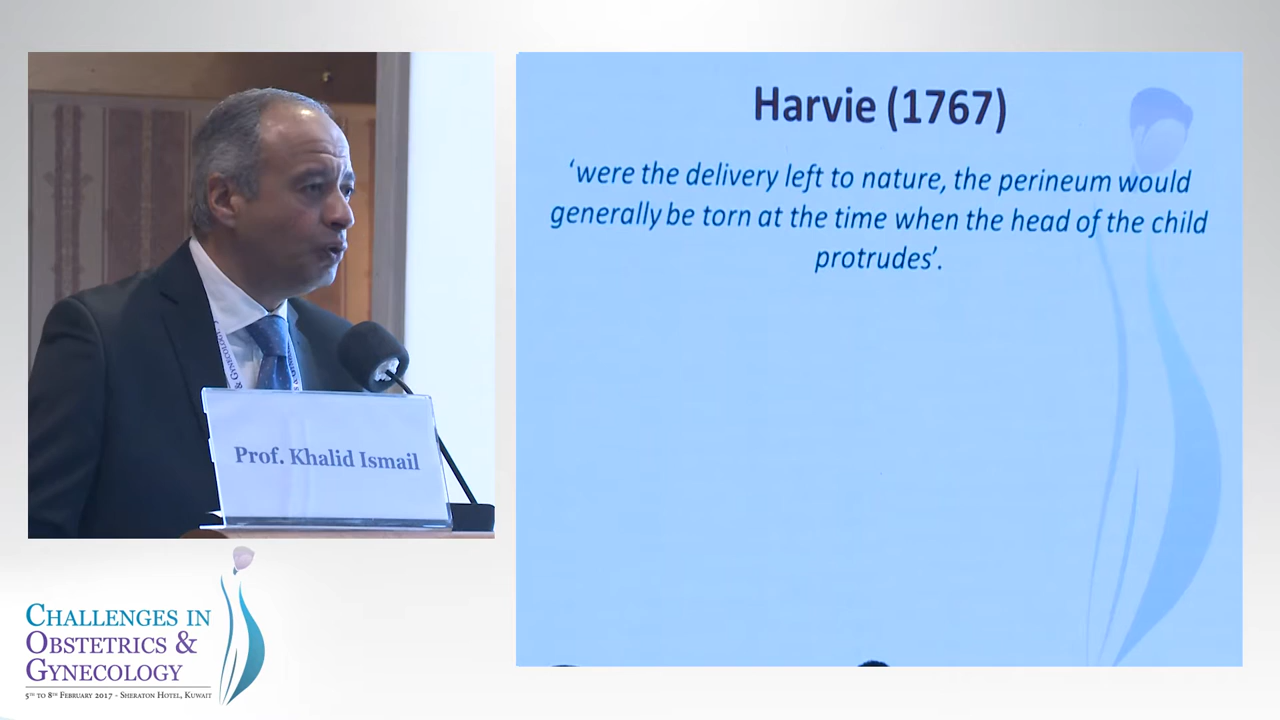 Harvie (1767)
‘were the delivery left to nature, the perineum would
generally be torn at the time when the head of the child
protrudes’.
& GYNECOLOGY
Prof. Khalid Ismail
CHALLENGES IN
OBSTETRICS &
GYNECOLOGY
5TH TO 8TH FEBRUARY 2017 - SHERATON HOTEL, KUWAIT